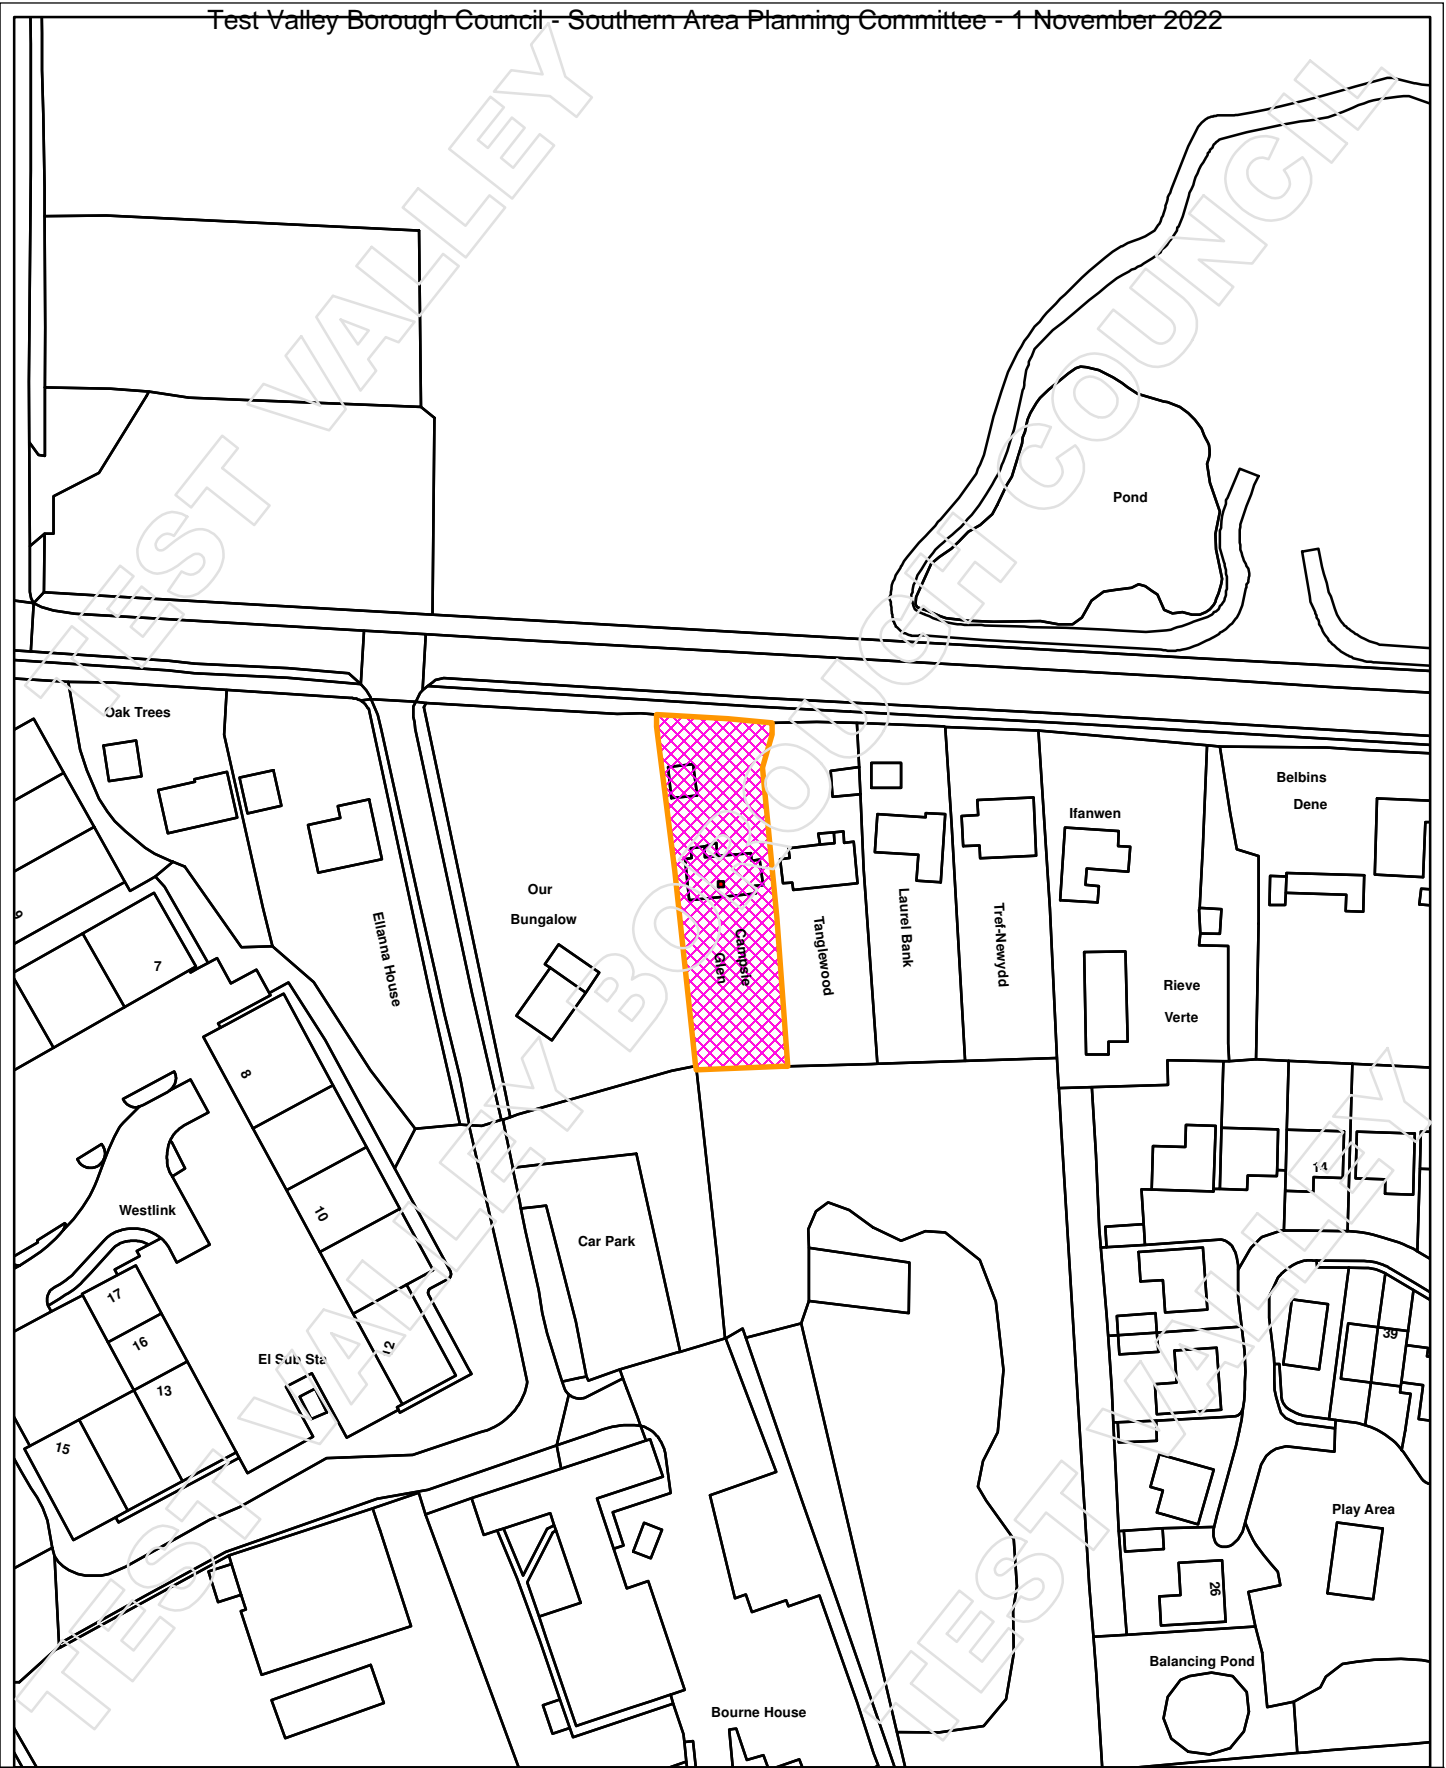 Test Valley Borough Council - Southern Area Planning Committee - 1 November 2022
TEST VALLEY BOROUGH COUNCIL
Pond
Oak Trees
Belbins
Dene
Ifanwen
Our
Bungalow
Ellanna House
Campsie
Glen
Tanglewood
Laurel Bank
Tref-Newydd
Rieve
Verte
9
7
8
10
12
Westlink
Car Park
17
16
13
15
El Sub Sta
14
39
Play Area
26
Balancing Pond
Bourne House
TEST VALLEY
TEST VALLEY